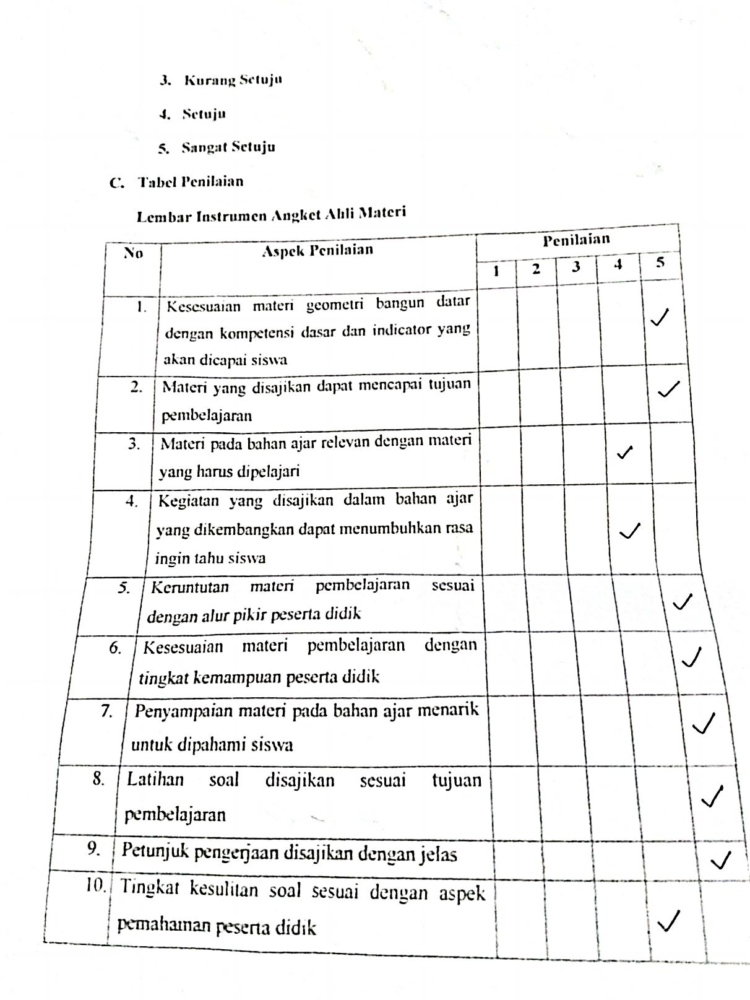 3. Kurang Setuju
4. Setuju
5. Sangat Setuju
C. Tabel Penilaian
Lembar Instrumen Angket Ahli Materi
No Aspek Penilaian Penilaian
1 2 3 4 5
1. Kesesuaian materi geometri bangun datar
dengan kompetensi dasar dan indicator yang
akan dicapai siswa
✓
2. Materi yang disajikan dapat mencapai tujuan
pembelajaran
✓
3. Materi pada bahan ajar relevan dengan materi
yang harus dipelajari
✓
4. Kegiatan yang disajikan dalam bahan ajar
yang dikembangkan dapat menumbuhkan rasa
ingin tahu siswa
✓
5. Keruntutan materi pembelajaran sesuai
dengan alur pikir peserta didik
✓
6. Kesesuaian materi pembelajaran dengan
tingkat kemampuan peserta didik
✓
7. Penyampaian materi pada bahan ajar menarik
untuk dipahami siswa
✓
8. Latihan soal disajikan sesuai tujuan
pembelajaran
✓
9. Petunjuk pengerjaan disajikan dengan jelas
✓
10. Tingkat kesulitan soal sesuai dengan aspek
pemahaman peserta didik
✓